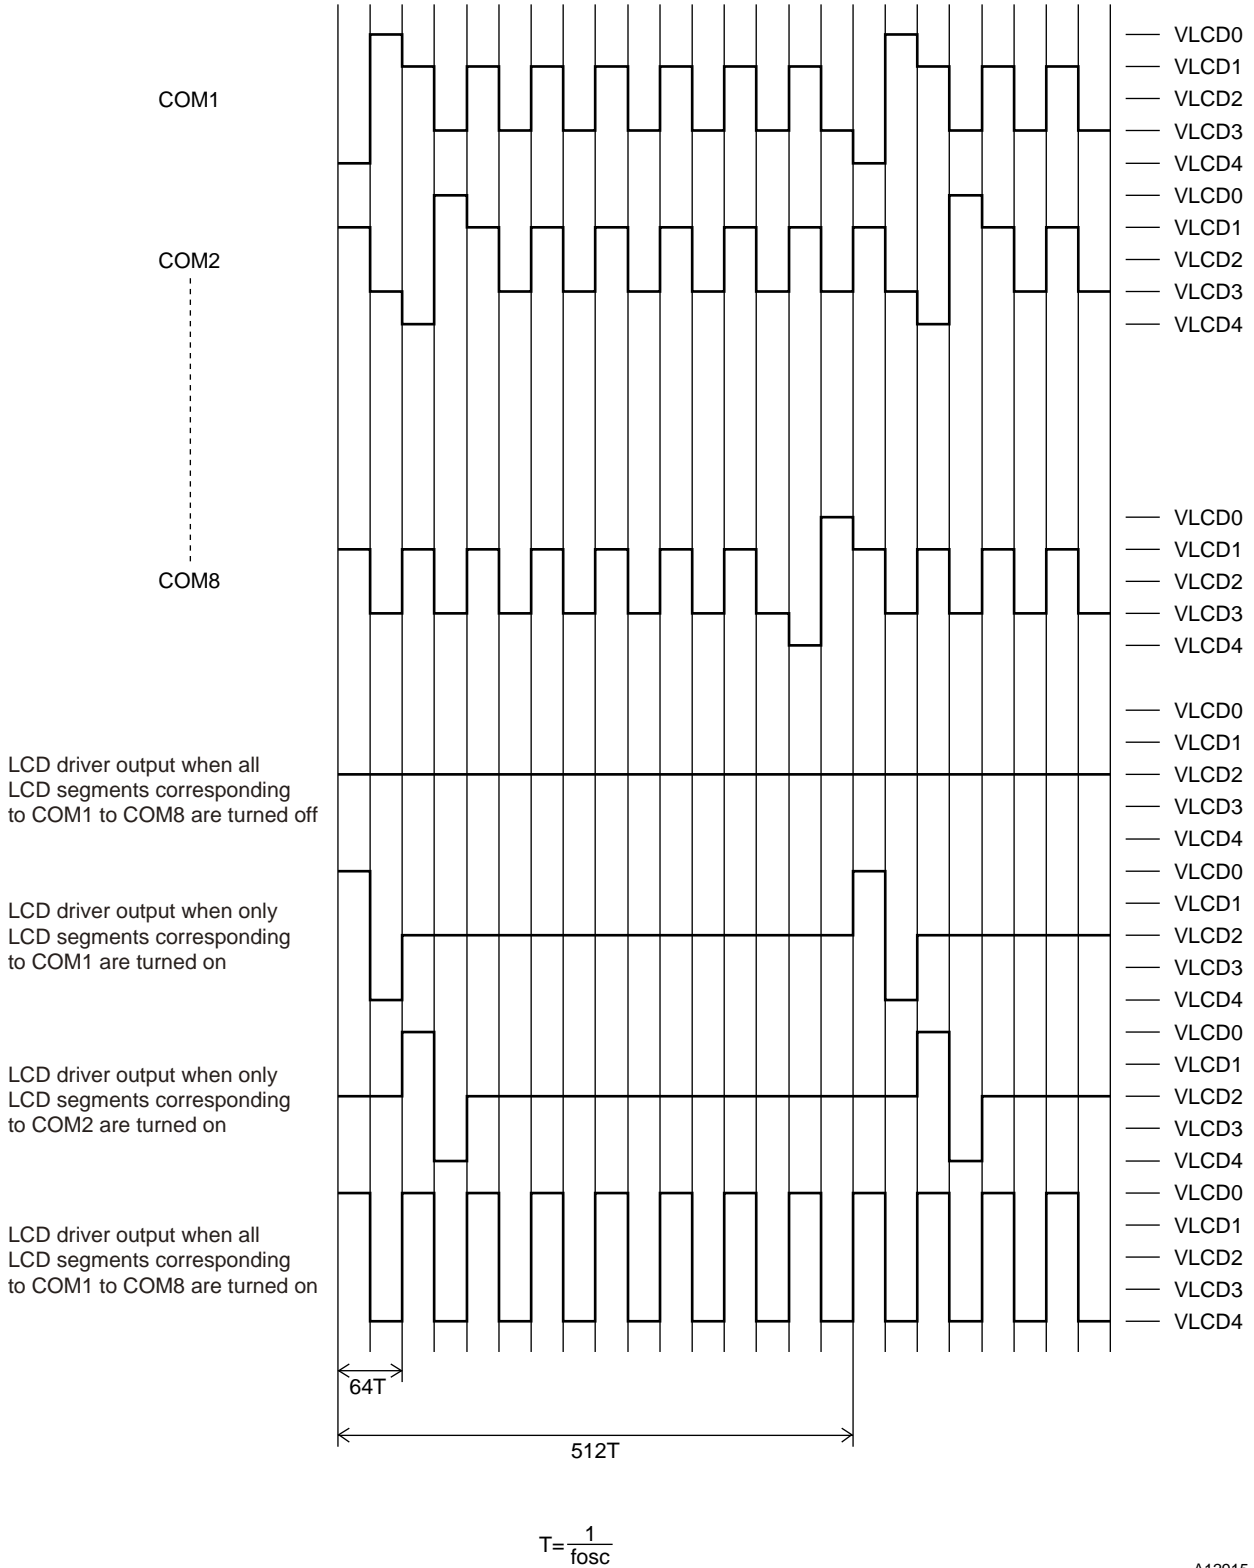 VLCD0
VLCD1
COM1
VLCD2
VLCD3
VLCD4
VLCD0
VLCD1
COM2
VLCD2
VLCD3
VLCD4
VLCD0
VLCD1
COM8
VLCD2
VLCD3
VLCD4
VLCD0
VLCD1
LCD driver output when all
LCD segments corresponding
to COM1 to COM8 are turned off
VLCD2
VLCD3
VLCD4
VLCD0
VLCD1
LCD driver output when only
LCD segments corresponding
to COM1 are turned on
VLCD2
VLCD3
VLCD4
VLCD0
VLCD1
LCD driver output when only
LCD segments corresponding
to COM2 are turned on
VLCD2
VLCD3
VLCD4
VLCD0
VLCD1
LCD driver output when all
LCD segments corresponding
to COM1 to COM8 are turned on
VLCD2
VLCD3
VLCD4
64T
512T
T=1/fosc